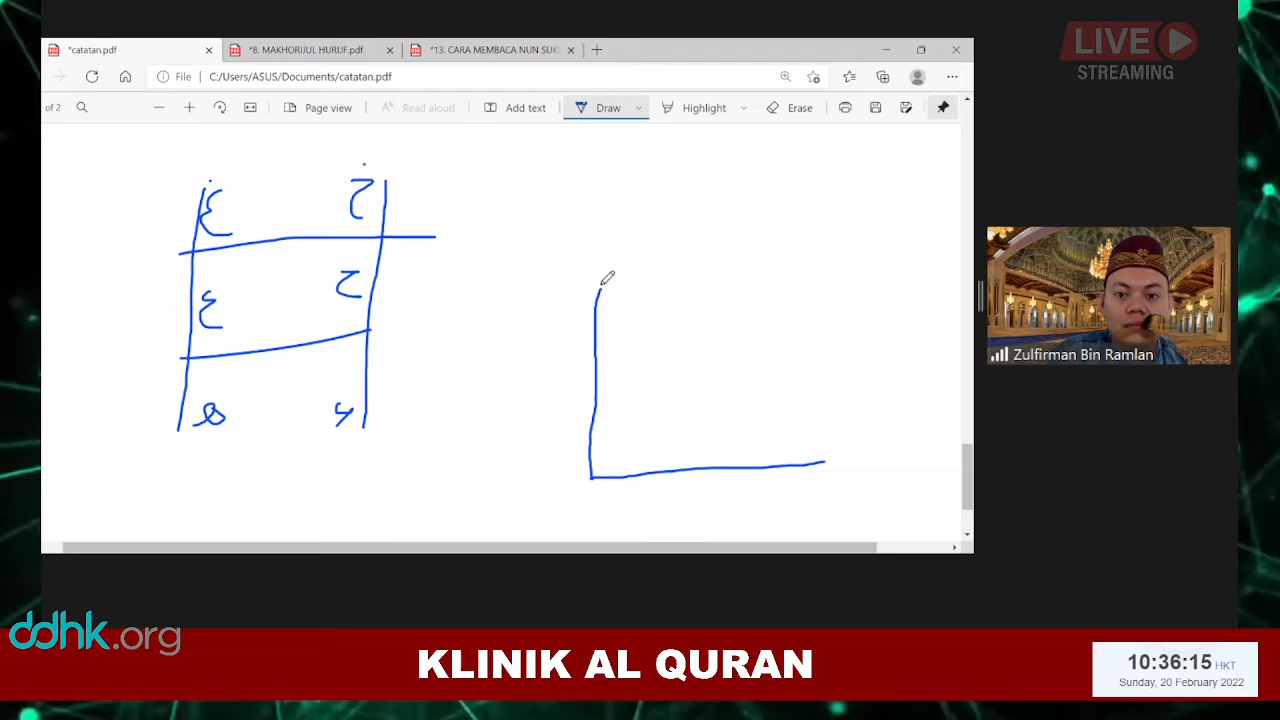 LIVE
STREAMING
*catatan.pdf
*8. MAKHORIJUL HURUF.pdf
*13. CARA MEMBACA NUN SUK
File
C:/Users/ASUS/Documents/catatan.pdf
of 2
Page view
Read aloud
Add text
Draw
Highlight
Erase
غ خ
ع ح
ه ء
Zulfirman Bin Ramlan
ddhk.org
KLINIK AL QURAN
10:36:15 HKT
Sunday, 20 February 2022